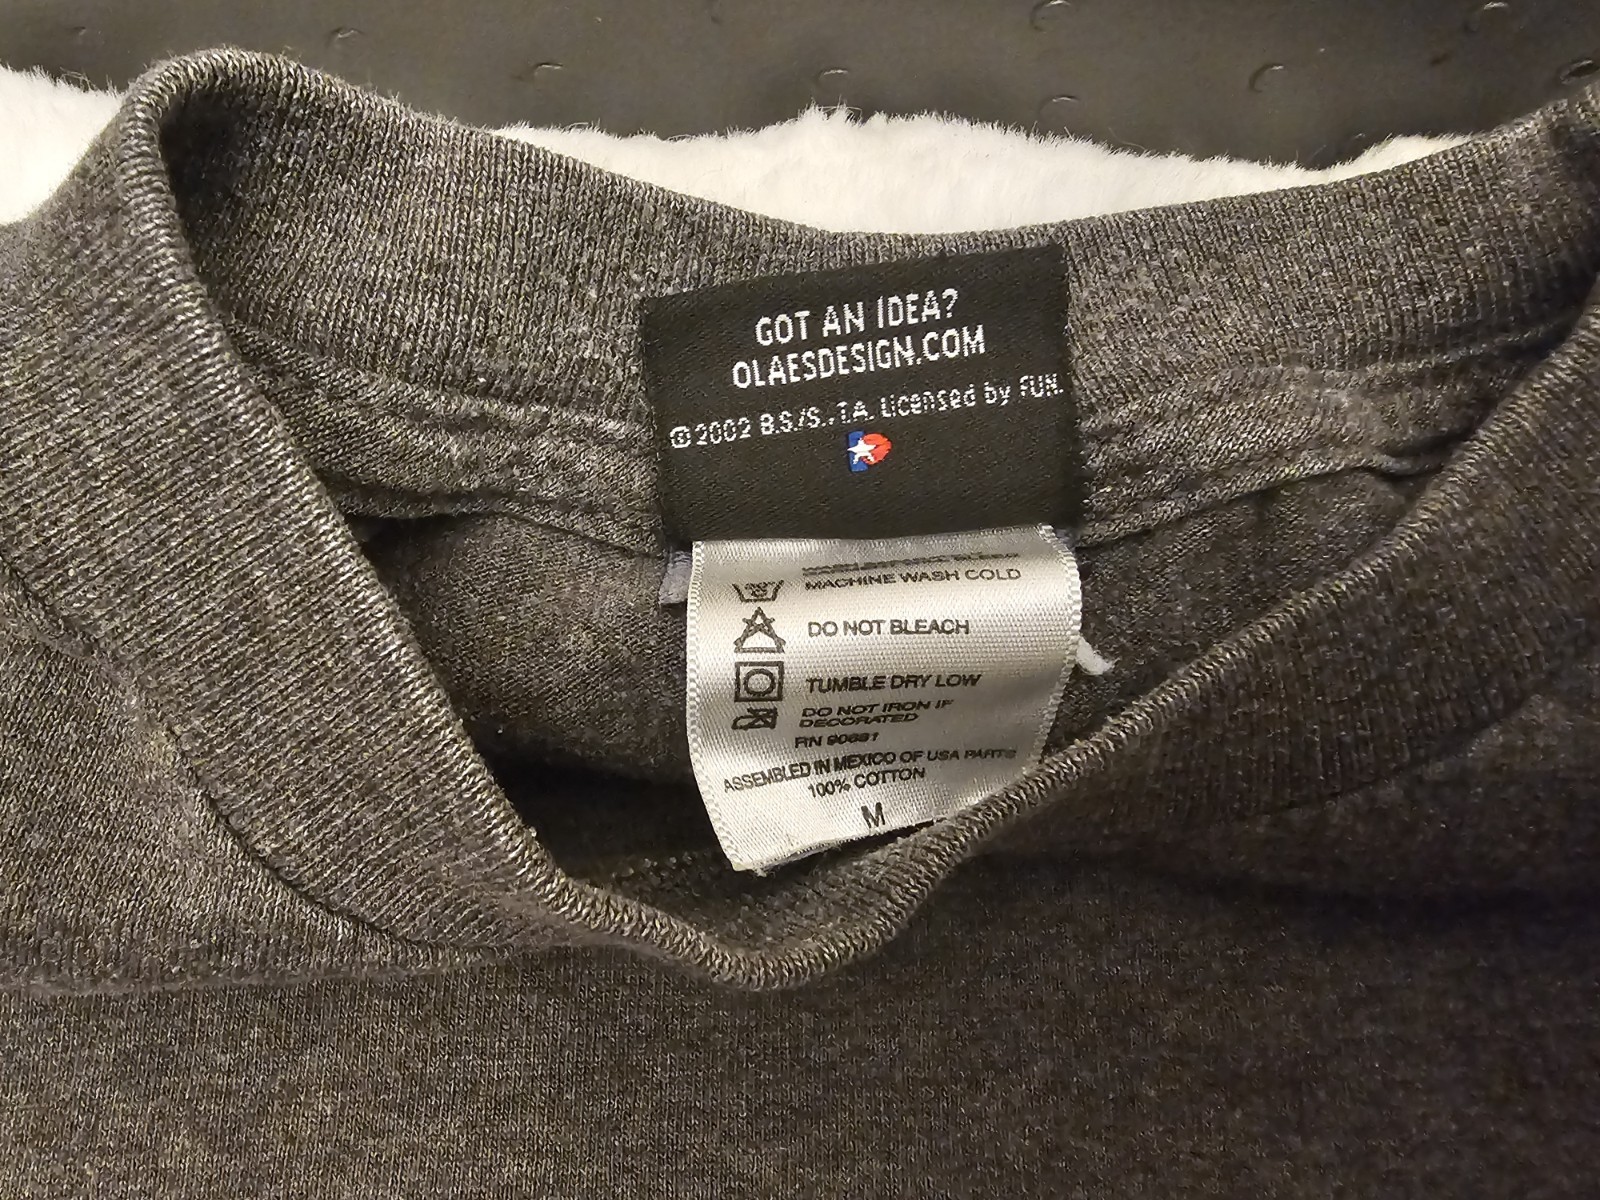 GOT AN IDEA?
OLAESDESIGN.COM
©2002 B.S./S..T.A. Licensed by FUN.
MACHINE WASH COLD
DO NOT BLEACH
TUMBLE DRY LOW
DO NOT IRON IF
DECORATED
RN 90691
ASSEMBLED IN MEXICO OF USA PARTS
100% COTTON
M